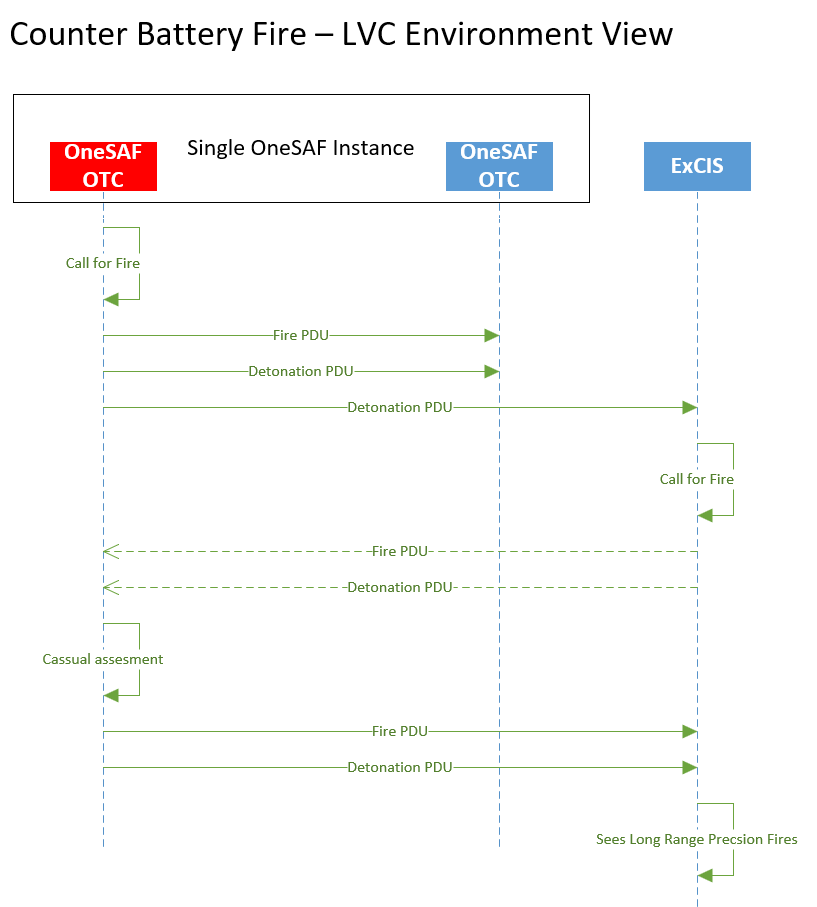 Counter Battery Fire – LVC Environment View
Single OneSAF Instance
OneSAF
OTC
OneSAF
OTC
ExCIS
Call for Fire
Fire PDU
Detonation PDU
Detonation PDU
Call for Fire
Fire PDU
Detonation PDU
Cassual assesment
Fire PDU
Detonation PDU
Sees Long Range Precsion Fires